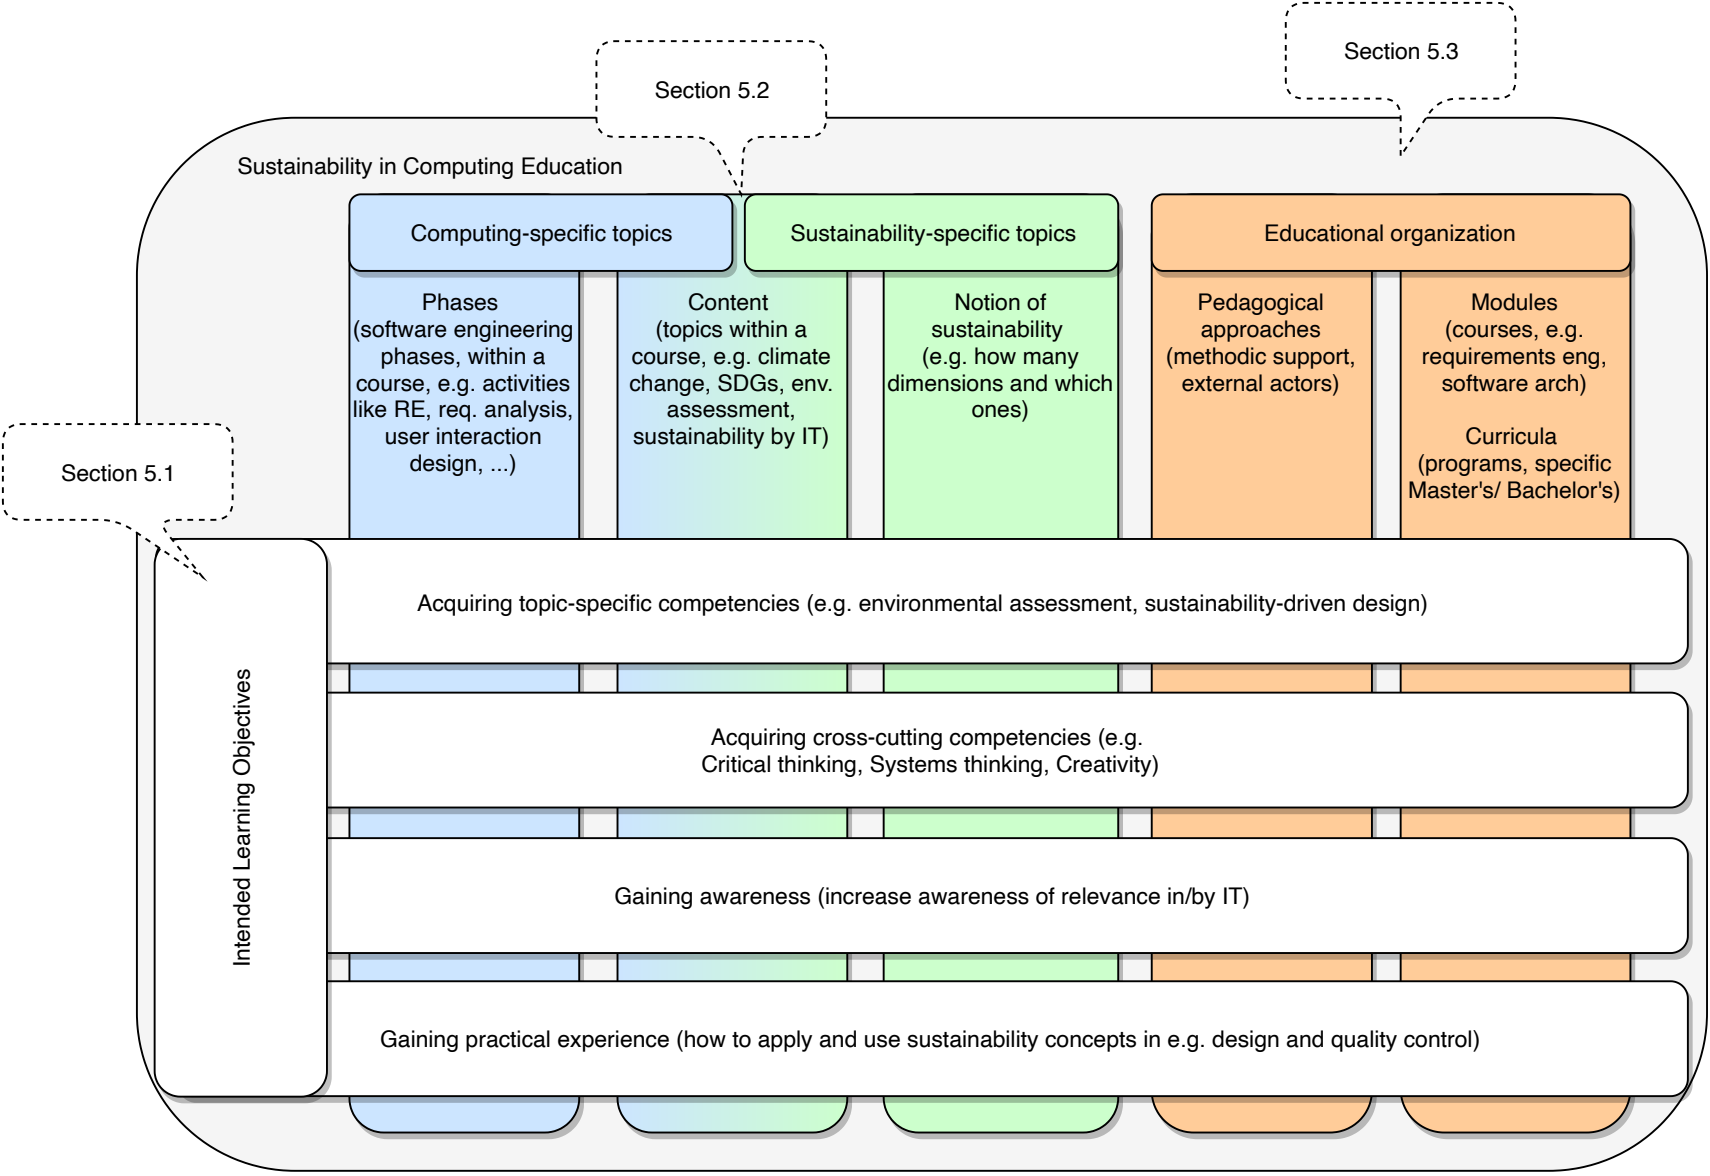 Section 5.3
Section 5.2
Sustainability in Computing Education
Computing-specific topics
Sustainability-specific topics
Educational organization
Phases
(software engineering
phases, within a
course, e.g. activities
like RE, req. analysis,
user interaction
design, ...)
Content
(topics within a
course, e.g. climate
change, SDGs, env.
assessment,
sustainability by IT)
Notion of
sustainability
(e.g. how many
dimensions and which
ones)
Pedagogical
approaches
(methodic support,
external actors)
Modules
(courses, e.g.
requirements eng,
software arch)
Curricula
(programs, specific
Master's/ Bachelor's)
Section 5.1
Intended Learning Objectives
Acquiring topic-specific competencies (e.g. environmental assessment, sustainability-driven design)
Acquiring cross-cutting competencies (e.g.
Critical thinking, Systems thinking, Creativity)
Gaining awareness (increase awareness of relevance in/by IT)
Gaining practical experience (how to apply and use sustainability concepts in e.g. design and quality control)